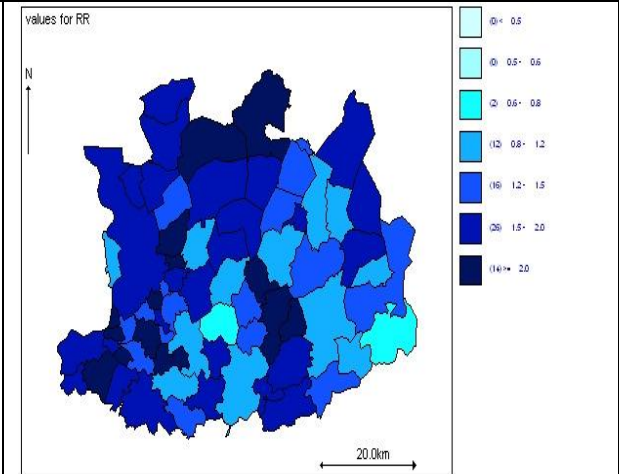 values for RR
N
(0) < 0.5
(0) 0.5 - 0.6
(2) 0.6 - 0.8
(12) 0.8 - 1.2
(16) 1.2 - 1.5
(26) 1.5 - 2.0
(14) >= 2.0
20.0km